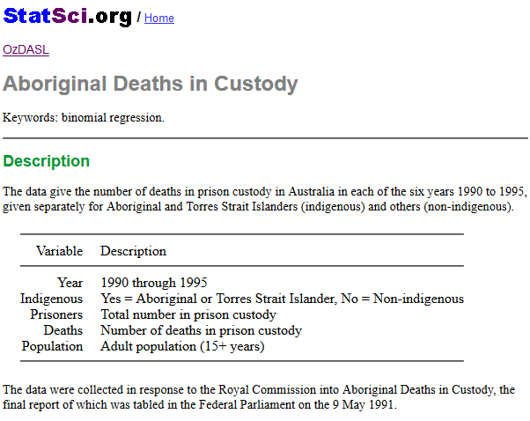 StatSci.org / Home
OzDASL
Aboriginal Deaths in Custody
Keywords: binomial regression.
Description
The data give the number of deaths in prison custody in Australia in each of the six years 1990 to 1995,
given separately for Aboriginal and Torres Strait Islanders (indigenous) and others (non-indigenous).
Variable Description
Year 1990 through 1995
Indigenous Yes = Aboriginal or Torres Strait Islander, No = Non-indigenous
Prisoners Total number in prison custody
Deaths Number of deaths in prison custody
Population Adult population (15+ years)
The data were collected in response to the Royal Commission into Aboriginal Deaths in Custody, the
final report of which was tabled in the Federal Parliament on the 9 May 1991.